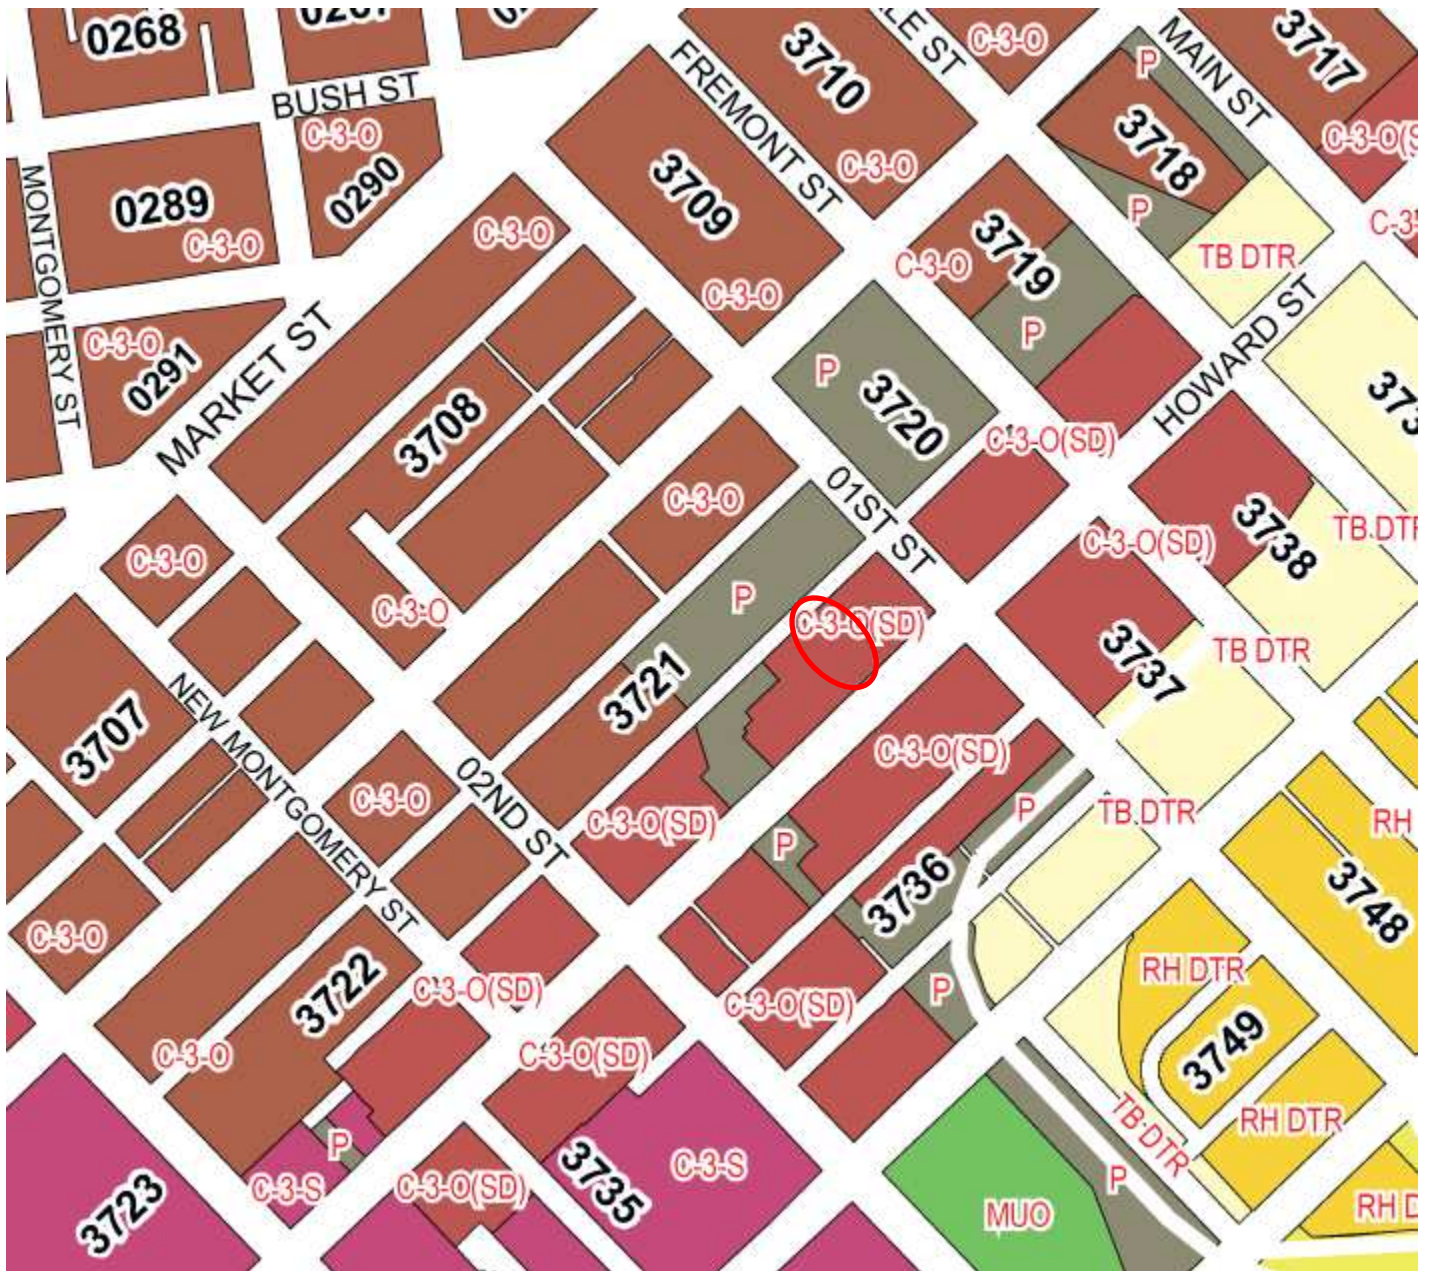 0268
BUSH ST
C-3-O
0289
C-3-O
0290
MONTGOMERY ST
C-3-O
0291
MARKET ST
FREMONT ST
3710
C-3-O
3709
C-3-O
C-3-O
C-3-O
P
MAIN ST
3717
3718
P
TB DTR
3719
C-3-O
P
HOWARD ST
P
3720
C-3-O(SD)
C-3-O
3708
C-3-O
C-3-O
01ST ST
C-3-O(SD)
3738
C-3-O
P
C-3-O(SD)
3721
3737
TB DTR
3707
NEW MONTGOMERY ST
C-3-O
02ND ST
C-3-O(SD)
C-3-O(SD)
P
P
TB DTR
RH
3736
3748
C-3-O
3722
C-3-O(SD)
C-3-O(SD)
P
RH DTR
C-3-O
C-3-O(SD)
3749
TB DTR
RH DTR
P
C-3-S
C-3-O(SD)
3735
C-3-S
P
MUO
3723